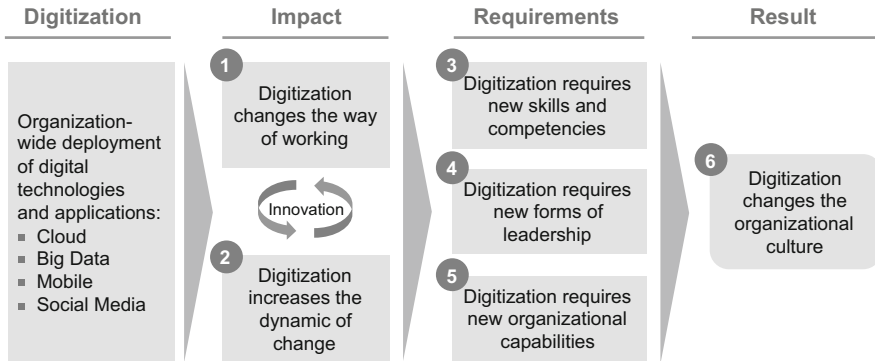 Digitization
Impact
Requirements
Result
Organization-
wide deployment
of digital
technologies
and applications:
▪ Cloud
▪ Big Data
▪ Mobile
▪ Social Media
1
Digitization
changes the way
of working
Innovation
2
Digitization
increases the
dynamic of
change
3
Digitization requires
new skills and
competencies
4
Digitization requires
new forms of
leadership
5
Digitization requires
new organizational
capabilities
6
Digitization
changes the
organizational
culture